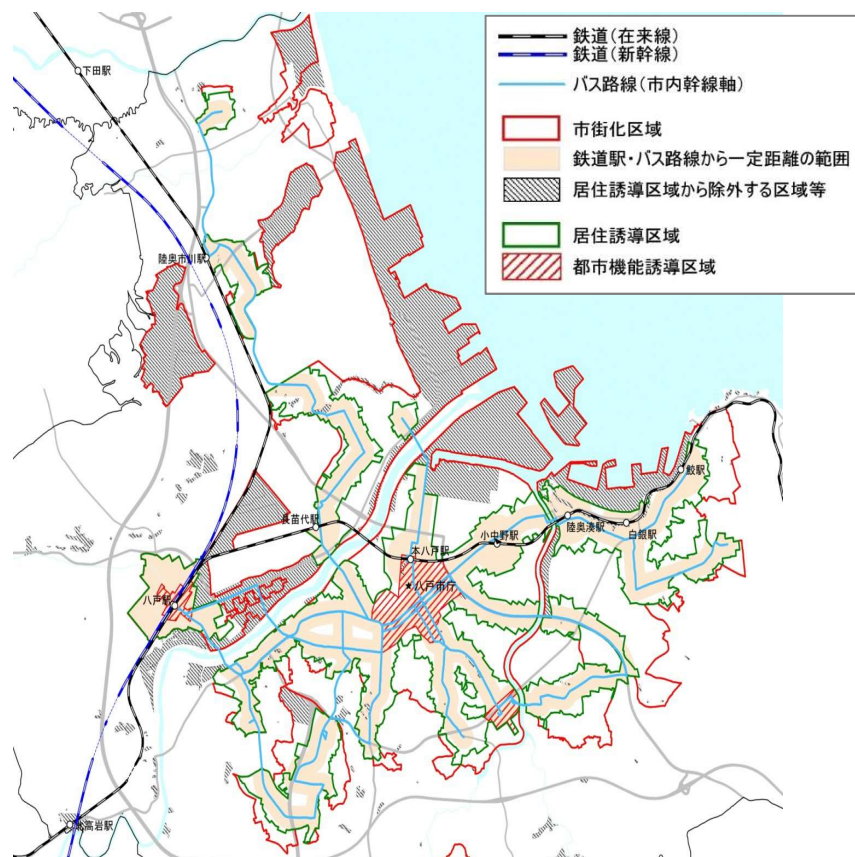 鉄道(在来線)
鉄道(新幹線)
バス路線(市内幹線軸)
市街化区域
鉄道駅・バス路線から一定距離の範囲
居住誘導区域から除外する区域等
居住誘導区域
都市機能誘導区域
下田駅
陸奥市川駅
鮫駅
長苗代駅
小中野駅
陸奥湊駅
白銀駅
本八戸駅
★八戸市庁
八戸駅
北高岩駅